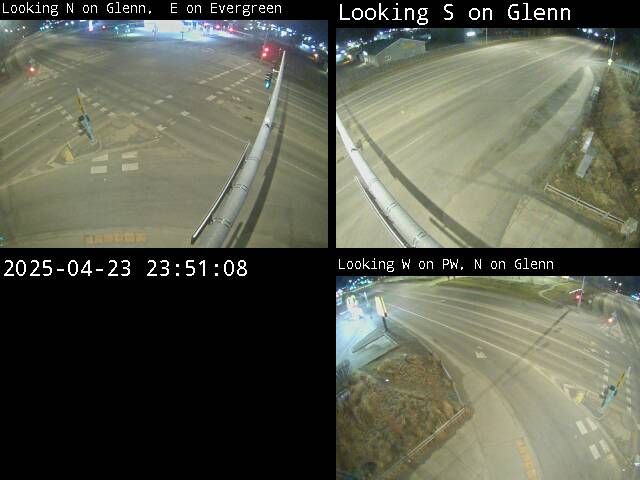 Looking N on Glenn,  E on Evergreen
Looking S on Glenn
2025-04-23 23:51:08
Looking W on PW, N on Glenn